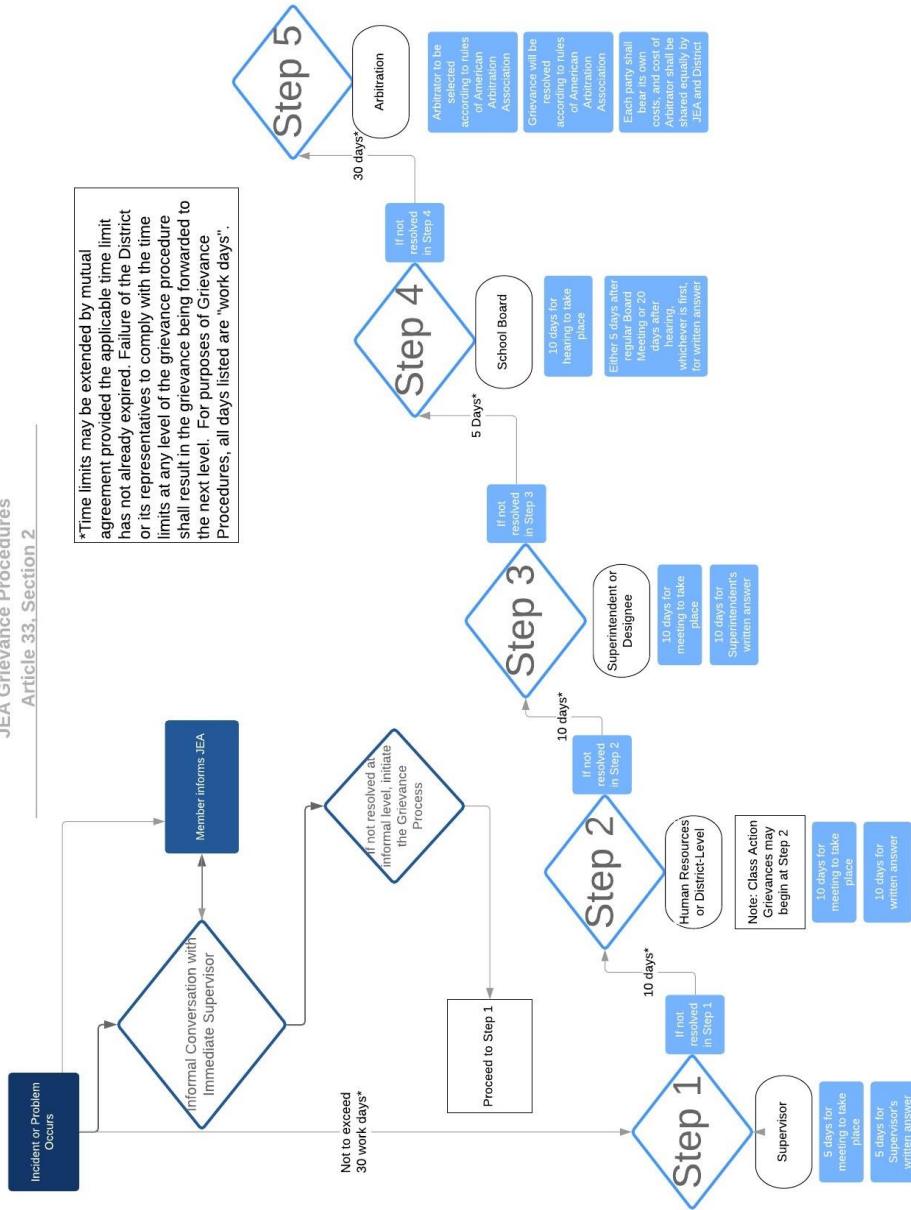 JEA Grievance Procedures
Article 33, Section 2
Incident or Problem
Occurs
Member informs JEA
Informal Conversation with
Immediate Supervisor
If not resolved at
informal level, initiate
the Grievance
Process
Proceed to Step 1
Not to exceed
30 work days*
*Time limits may be extended by mutual
agreement provided the applicable time limit
has not already expired. Failure of the District
or its representatives to comply with the time
limits at any level of the grievance procedure
shall result in the grievance being forwarded to
the next level. For purposes of Grievance
Procedures, all days listed are "work days".
Step 1
Supervisor
5 days for
meeting to take
place
5 days for
Supervisor's
written answer
If not
resolved
in Step 1
10 days*
Step 2
Human Resources
or District-Level
Note: Class Action
Grievances may
begin at Step 2
10 days for
meeting to take
place
10 days for
written answer
If not
resolved
in Step 2
10 days*
Step 3
Superintendent or
Designee
10 days for
meeting to take
place
10 days for
Superintendent's
written answer
If not
resolved
in Step 3
5 Days*
Step 4
School Board
10 days for
hearing to take
place
Either 5 days after
regular Board
Meeting or 20
days after
hearing,
whichever is first,
for written answer
If not
resolved
in Step 4
30 days*
Step 5
Arbitration
Arbitrator to be
selected
according to rules
of American
Arbitration
Association
Grievance will be
resolved
according to rules
of American
Arbitration
Association
Each party shall
bear its own
costs, and cost of
Arbitrator shall be
shared equally by
JEA and District